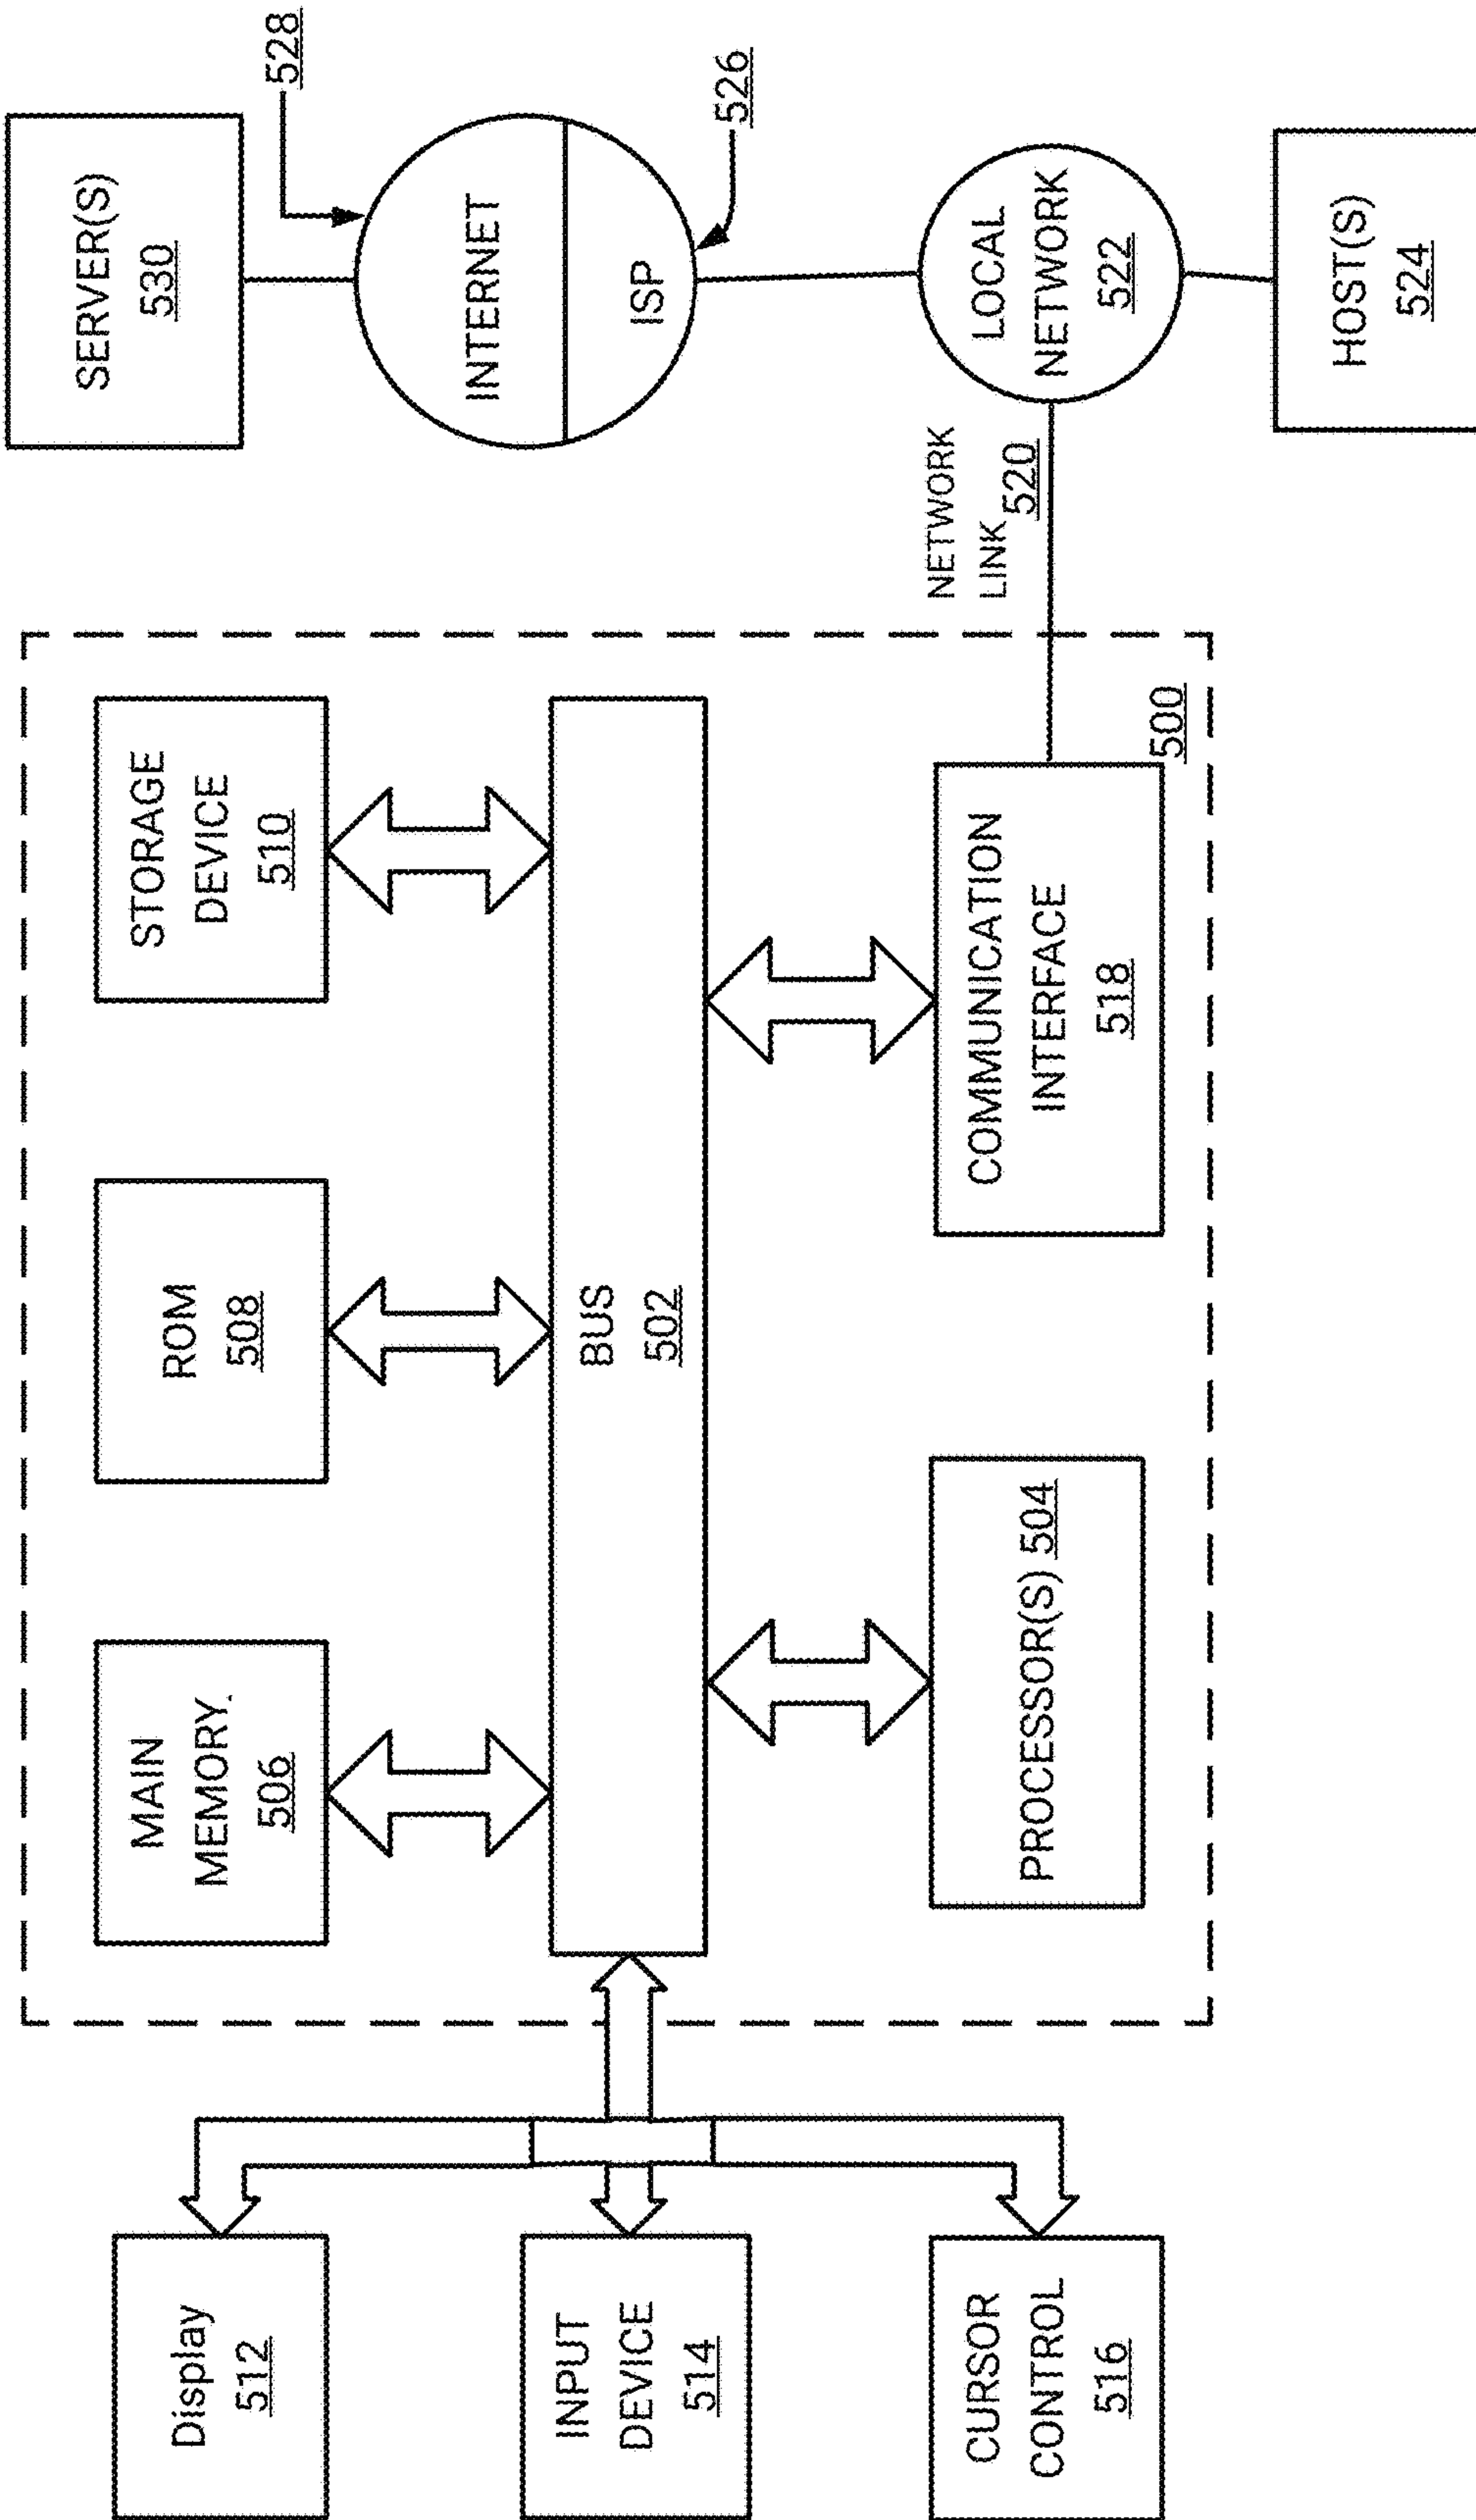 Display
512
INPUT
DEVICE
514
CURSOR
CONTROL
516
MAIN
MEMORY
506
ROM
508
STORAGE
DEVICE
510
BUS
502
PROCESSOR(S) 504
COMMUNICATION
INTERFACE
518
500
NETWORK
LINK
520
SERVER(S)
530
528
INTERNET
ISP
526
LOCAL
NETWORK
522
HOST(S)
524